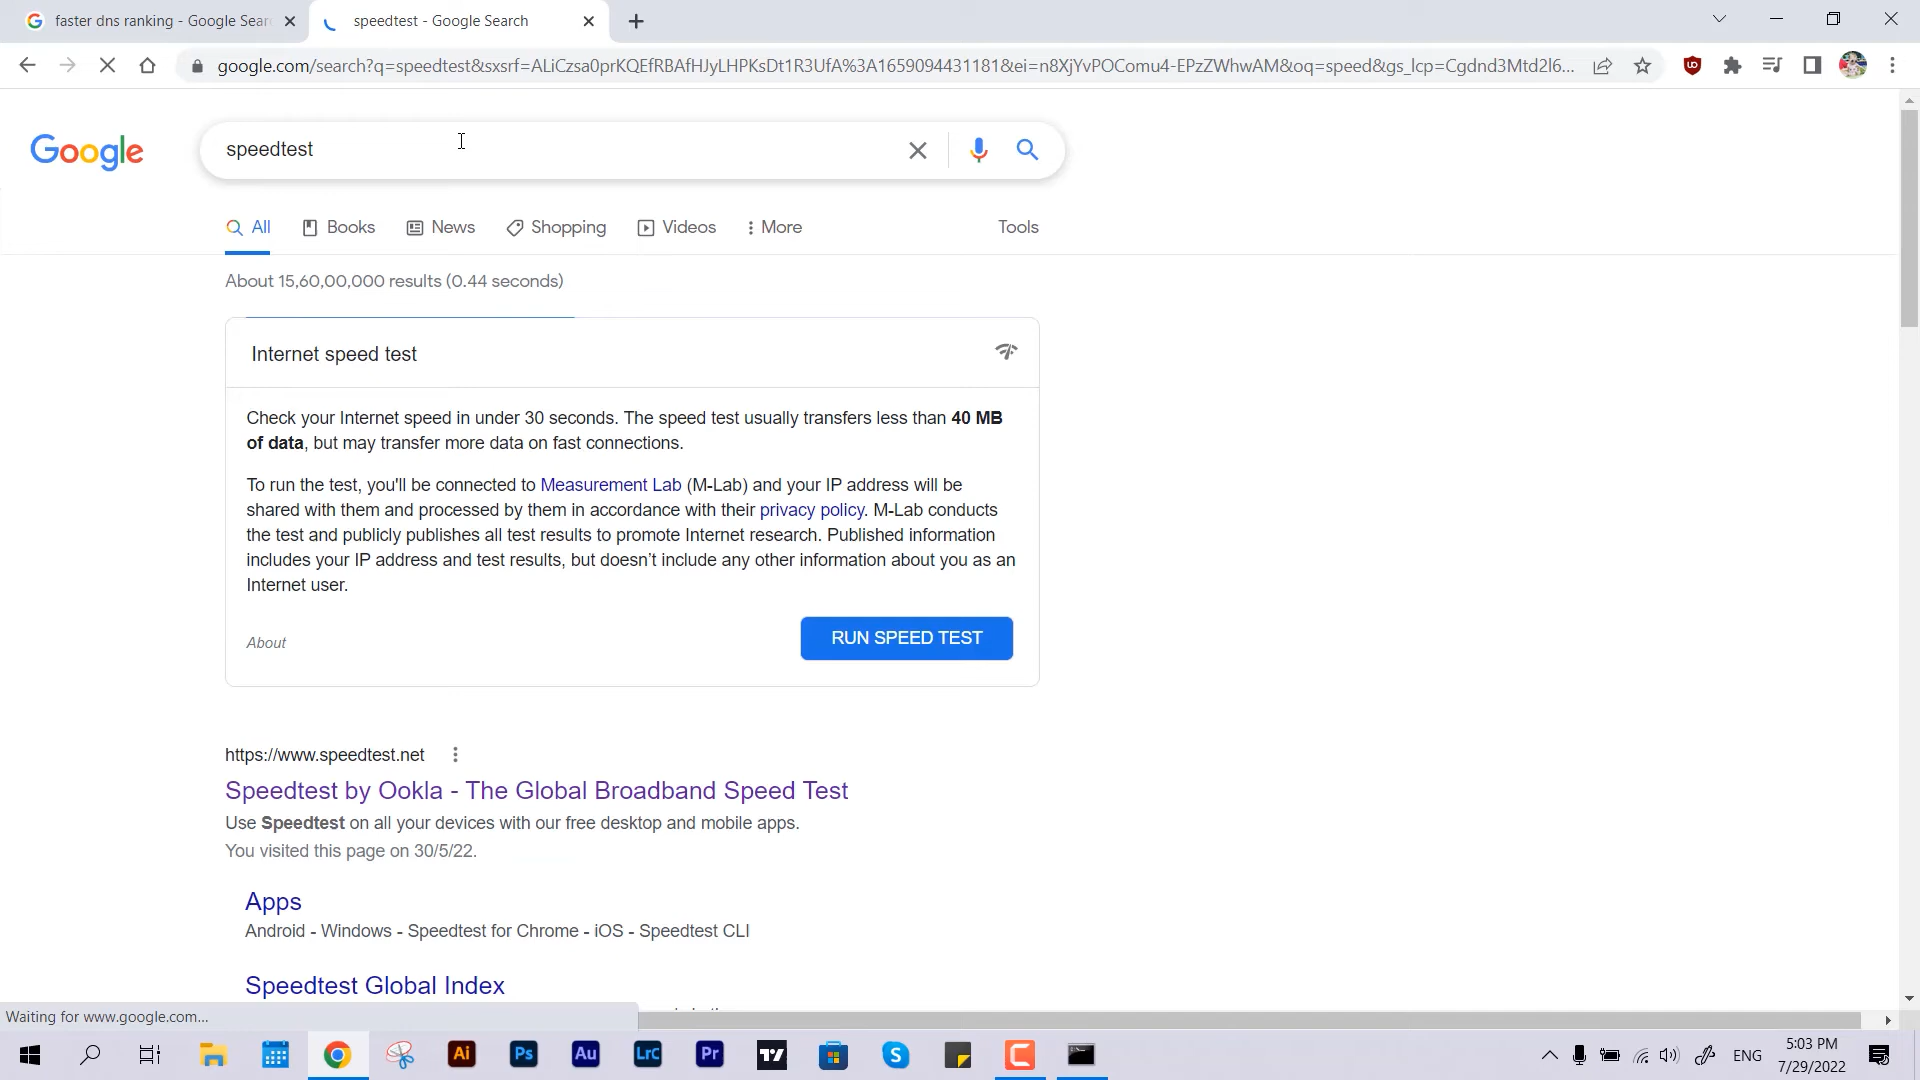 faster dns ranking - Google Sear
speedtest - Google Search
google.com/search?q=speedtest&sxsrf=ALiCzsa0prKQEfRBAfHJyLHPKsDt1R3UfA%3A1659094431181&ei=n8XjYvPOComu4-EPzZWhwAM&oq=speed&gs_lcp=Cgdnd3Mtd2l6...
Google
speedtest
All
Books
News
Shopping
Videos
More
Tools
About 15,60,00,000 results (0.44 seconds)
Internet speed test
Check your Internet speed in under 30 seconds. The speed test usually transfers less than 40 MB
of data, but may transfer more data on fast connections.
To run the test, you'll be connected to Measurement Lab (M-Lab) and your IP address will be
shared with them and processed by them in accordance with their privacy policy. M-Lab conducts
the test and publicly publishes all test results to promote Internet research. Published information
includes your IP address and test results, but doesn’t include any other information about you as an
Internet user.
About
RUN SPEED TEST
https://www.speedtest.net
Speedtest by Ookla - The Global Broadband Speed Test
Use Speedtest on all your devices with our free desktop and mobile apps.
You visited this page on 30/5/22.
Apps
Android - Windows - Speedtest for Chrome - iOS - Speedtest CLI
Speedtest Global Index
Waiting for www.google.com...
Ai
Ps
Au
LrC
Pr
ENG
5:03 PM
7/29/2022